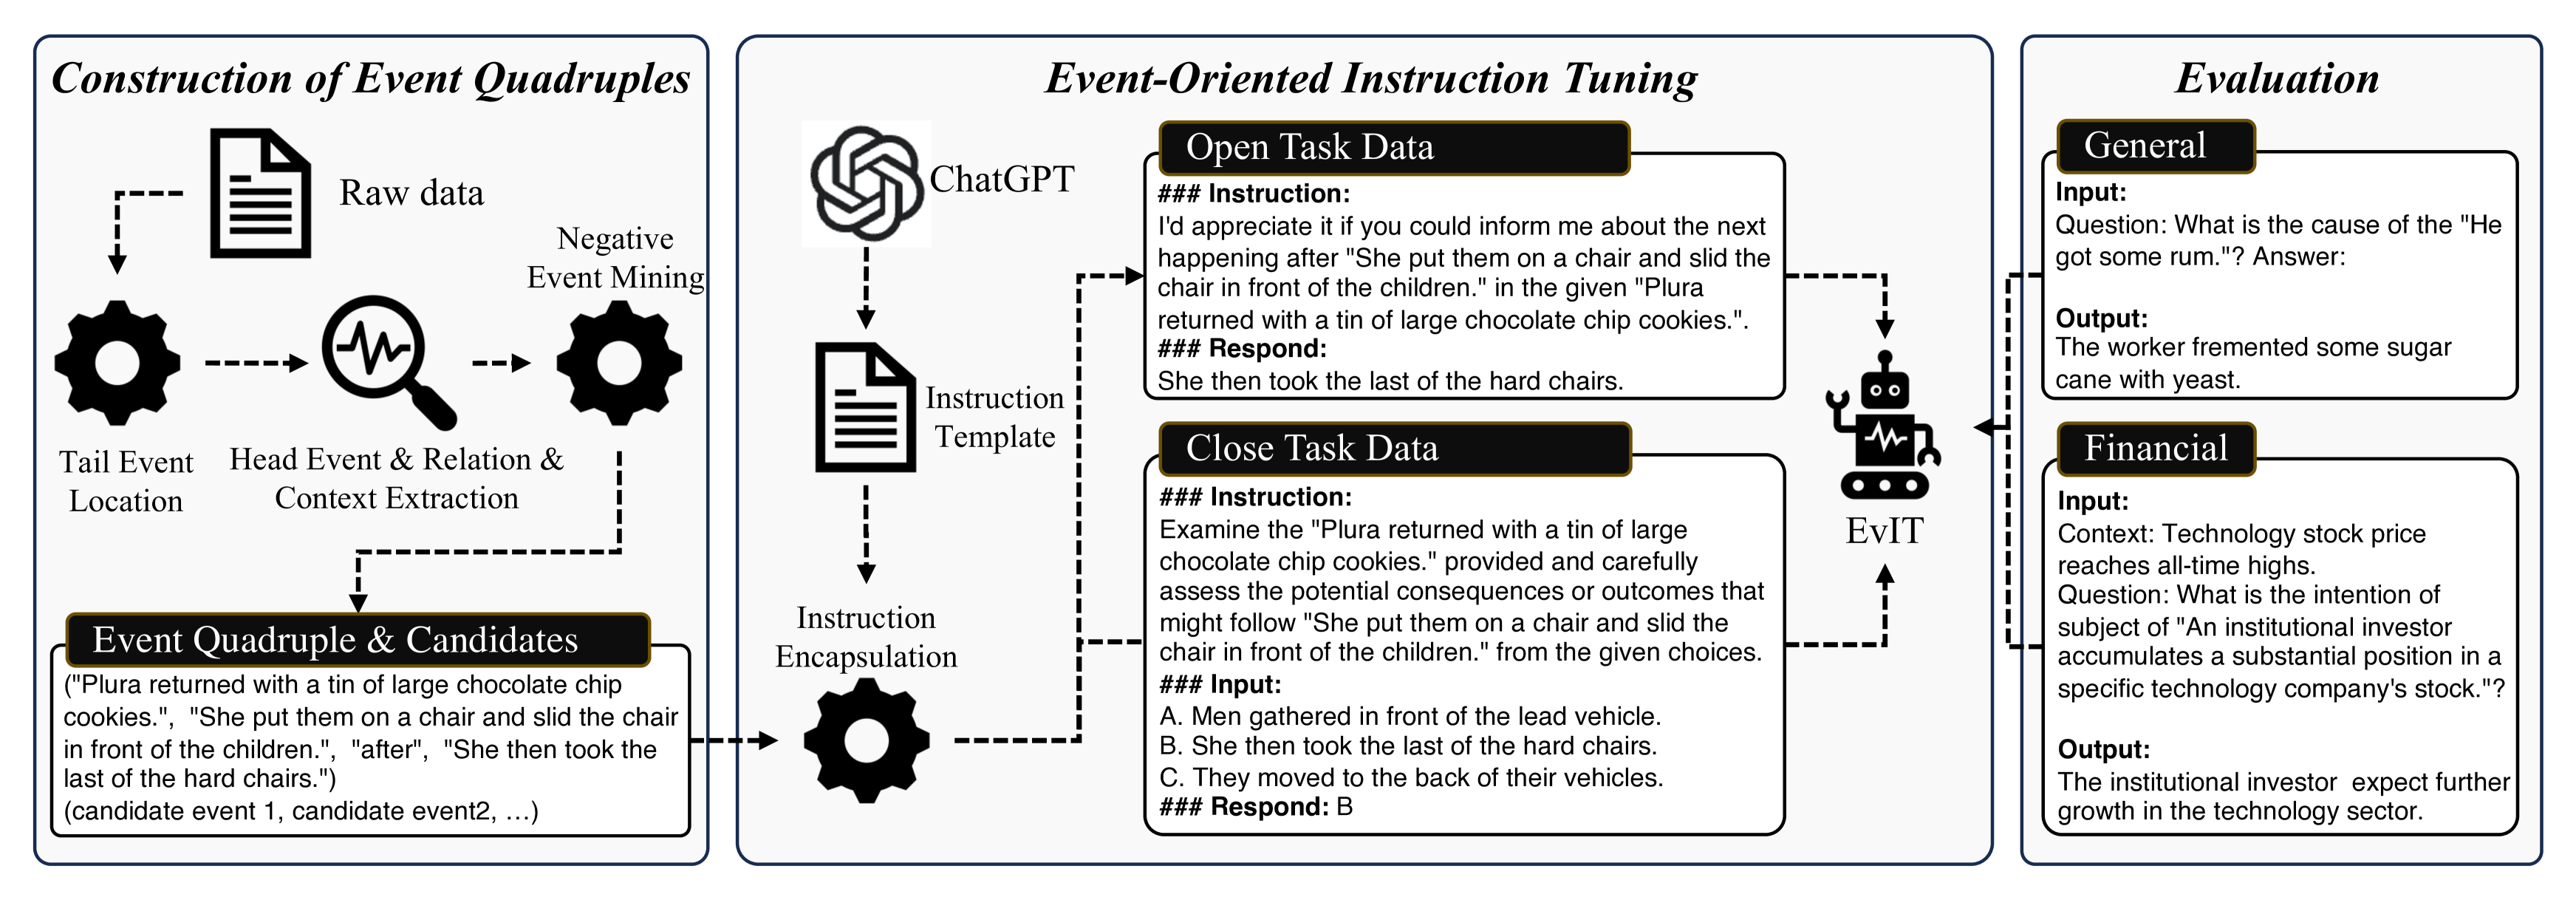 Construction of Event Quadruples
Raw data
Negative
Event Mining
Tail Event
Location
Head Event & Relation &
Context Extraction
Event Quadruple & Candidates
("Plura returned with a tin of large chocolate chip
cookies.", "She put them on a chair and slid the chair
in front of the children.", "after", "She then took the
last of the hard chairs.")
(candidate event 1, candidate event2, …)
Event-Oriented Instruction Tuning
ChatGPT
Instruction
Template
Instruction
Encapsulation
Open Task Data
### Instruction:
I'd appreciate it if you could inform me about the next
happening after "She put them on a chair and slid the
chair in front of the children." in the given "Plura
returned with a tin of large chocolate chip cookies.".
### Respond:
She then took the last of the hard chairs.
Close Task Data
### Instruction:
Examine the "Plura returned with a tin of large
chocolate chip cookies." provided and carefully
assess the potential consequences or outcomes that
might follow "She put them on a chair and slid the
chair in front of the children." from the given choices.
### Input:
A. Men gathered in front of the lead vehicle.
B. She then took the last of the hard chairs.
C. They moved to the back of their vehicles.
### Respond: B
EvIT
Evaluation
General
Input:
Question: What is the cause of the "He
got some rum."? Answer:
Output:
The worker fremented some sugar
cane with yeast.
Financial
Input:
Context: Technology stock price
reaches all-time highs.
Question: What is the intention of
subject of "An institutional investor
accumulates a substantial position in a
specific technology company's stock."?
Output:
The institutional investor expect further
growth in the technology sector.